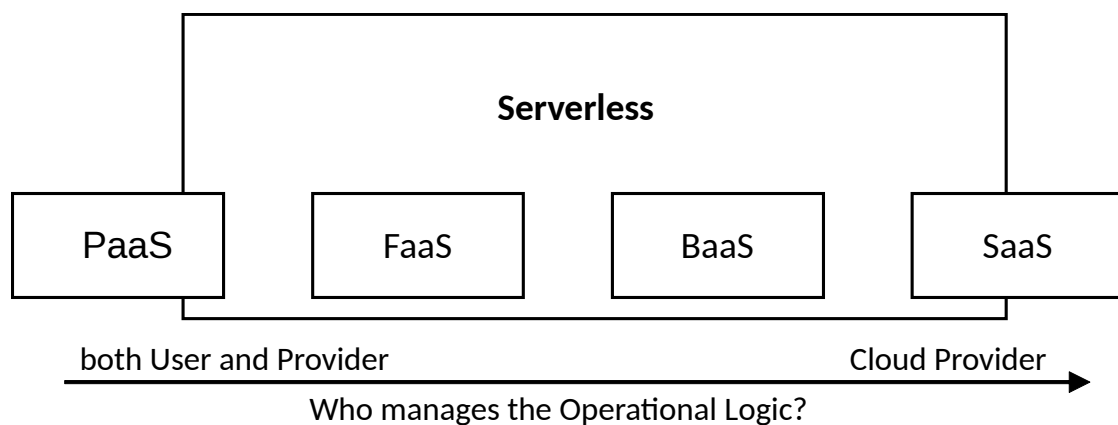 Serverless
PaaS
FaaS
BaaS
SaaS
both User and Provider
Cloud Provider
Who manages the Operational Logic?